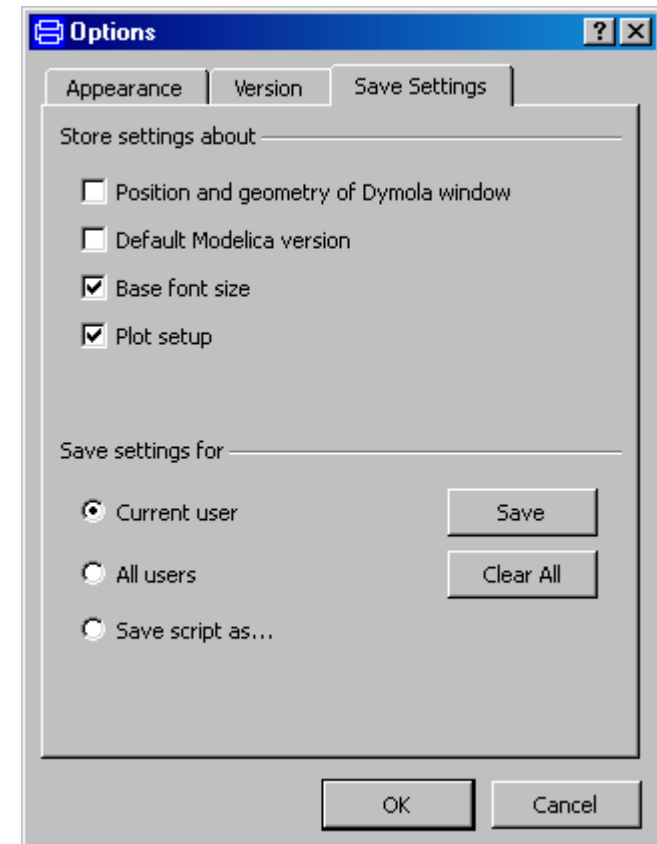 Options
Appearance Version Save Settings
Store settings about
Position and geometry of Dymola window
Default Modelica version
Base font size
Plot setup
Save settings for
Current user Save
All users Clear All
Save script as...
OK Cancel